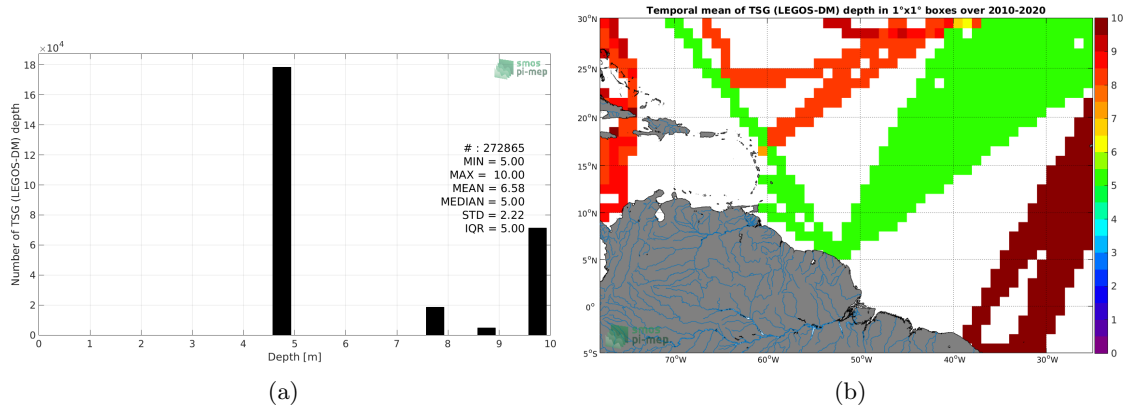 ×10⁴
18
16
14
12
10
8
6
4
2
0
Number of TSG (LEGOS-DM) depth
smos
pi-mep
# : 272865
MIN = 5.00
MAX = 10.00
MEAN = 6.58
MEDIAN = 5.00
STD = 2.22
IQR = 5.00
0 1 2 3 4 5 6 7 8 9 10
Depth [m]
(a)
Temporal mean of TSG (LEGOS-DM) depth in 1°x1° boxes over 2010-2020
30°N
25°N
20°N
15°N
10°N
5°N
0°
5°S
70°W 60°W 50°W 40°W 30°W
smos
pi-mep
10
9
8
7
6
5
4
3
2
1
0
(b)